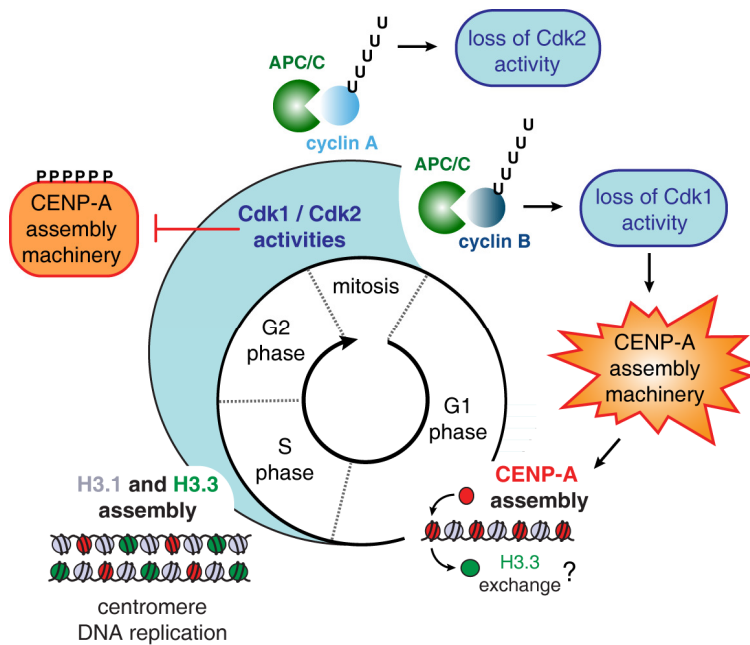 U
U
U
U
U
U
APC/C
cyclin A
loss of Cdk2
activity
U
U
U
U
U
U
APC/C
cyclin B
loss of Cdk1
activity
PPPPPP
CENP-A
assembly
machinery
Cdk1 / Cdk2
activities
mitosis
G2
phase
S
phase
G1
phase
CENP-A
assembly
machinery
CENP-A
assembly
H3.3
exchange ?
H3.1 and H3.3
assembly
centromere
DNA replication